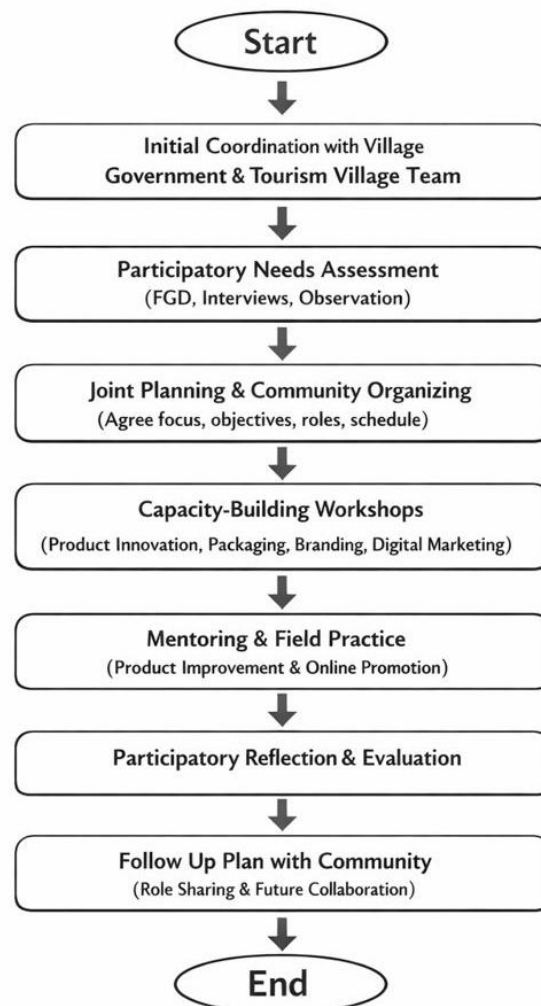 Start
Initial Coordination with Village
Government & Tourism Village Team
Participatory Needs Assessment
(FGD, Interviews, Observation)
Joint Planning & Community Organizing
(Agree focus, objectives, roles, schedule)
Capacity-Building Workshops
(Product Innovation, Packaging, Branding, Digital Marketing)
Mentoring & Field Practice
(Product Improvement & Online Promotion)
Participatory Reflection & Evaluation
Follow Up Plan with Community
(Role Sharing & Future Collaboration)
End